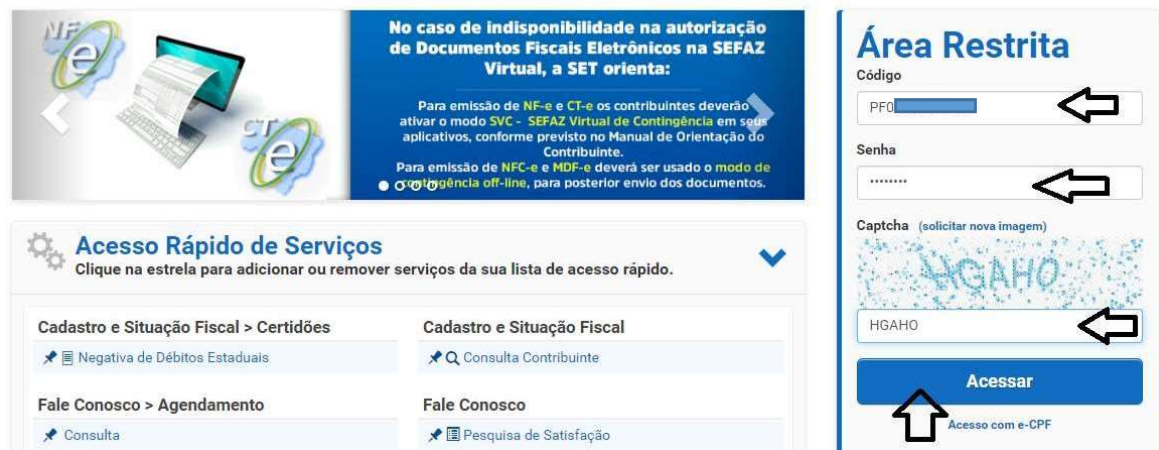 NF
e
CT
e
No caso de indisponibilidade na autorização
de Documentos Fiscais Eletrônicos na SEFAZ
Virtual, a SET orienta:
Para emissão de NF-e e CT-e os contribuintes deverão
ativar o modo SVC - SEFAZ Virtual de Contingência em seus
aplicativos, conforme previsto no Manual de Orientação do
Contribuinte.
Para emissão de NFC-e e MDF-e deverá ser usado o modo de
contingência off-line, para posterior envio dos documentos.
Acesso Rápido de Serviços
Clique na estrela para adicionar ou remover serviços da sua lista de acesso rápido.
Cadastro e Situação Fiscal > Certidões
Negativa de Débitos Estaduais
Cadastro e Situação Fiscal
Consulta Contribuinte
Fale Conosco > Agendamento
Consulta
Fale Conosco
Pesquisa de Satisfação
Área Restrita
Código
PF0
Senha
········
Captcha (solicitar nova imagem)
HGAHO
HGAHO
Acessar
Acesso com e-CPF